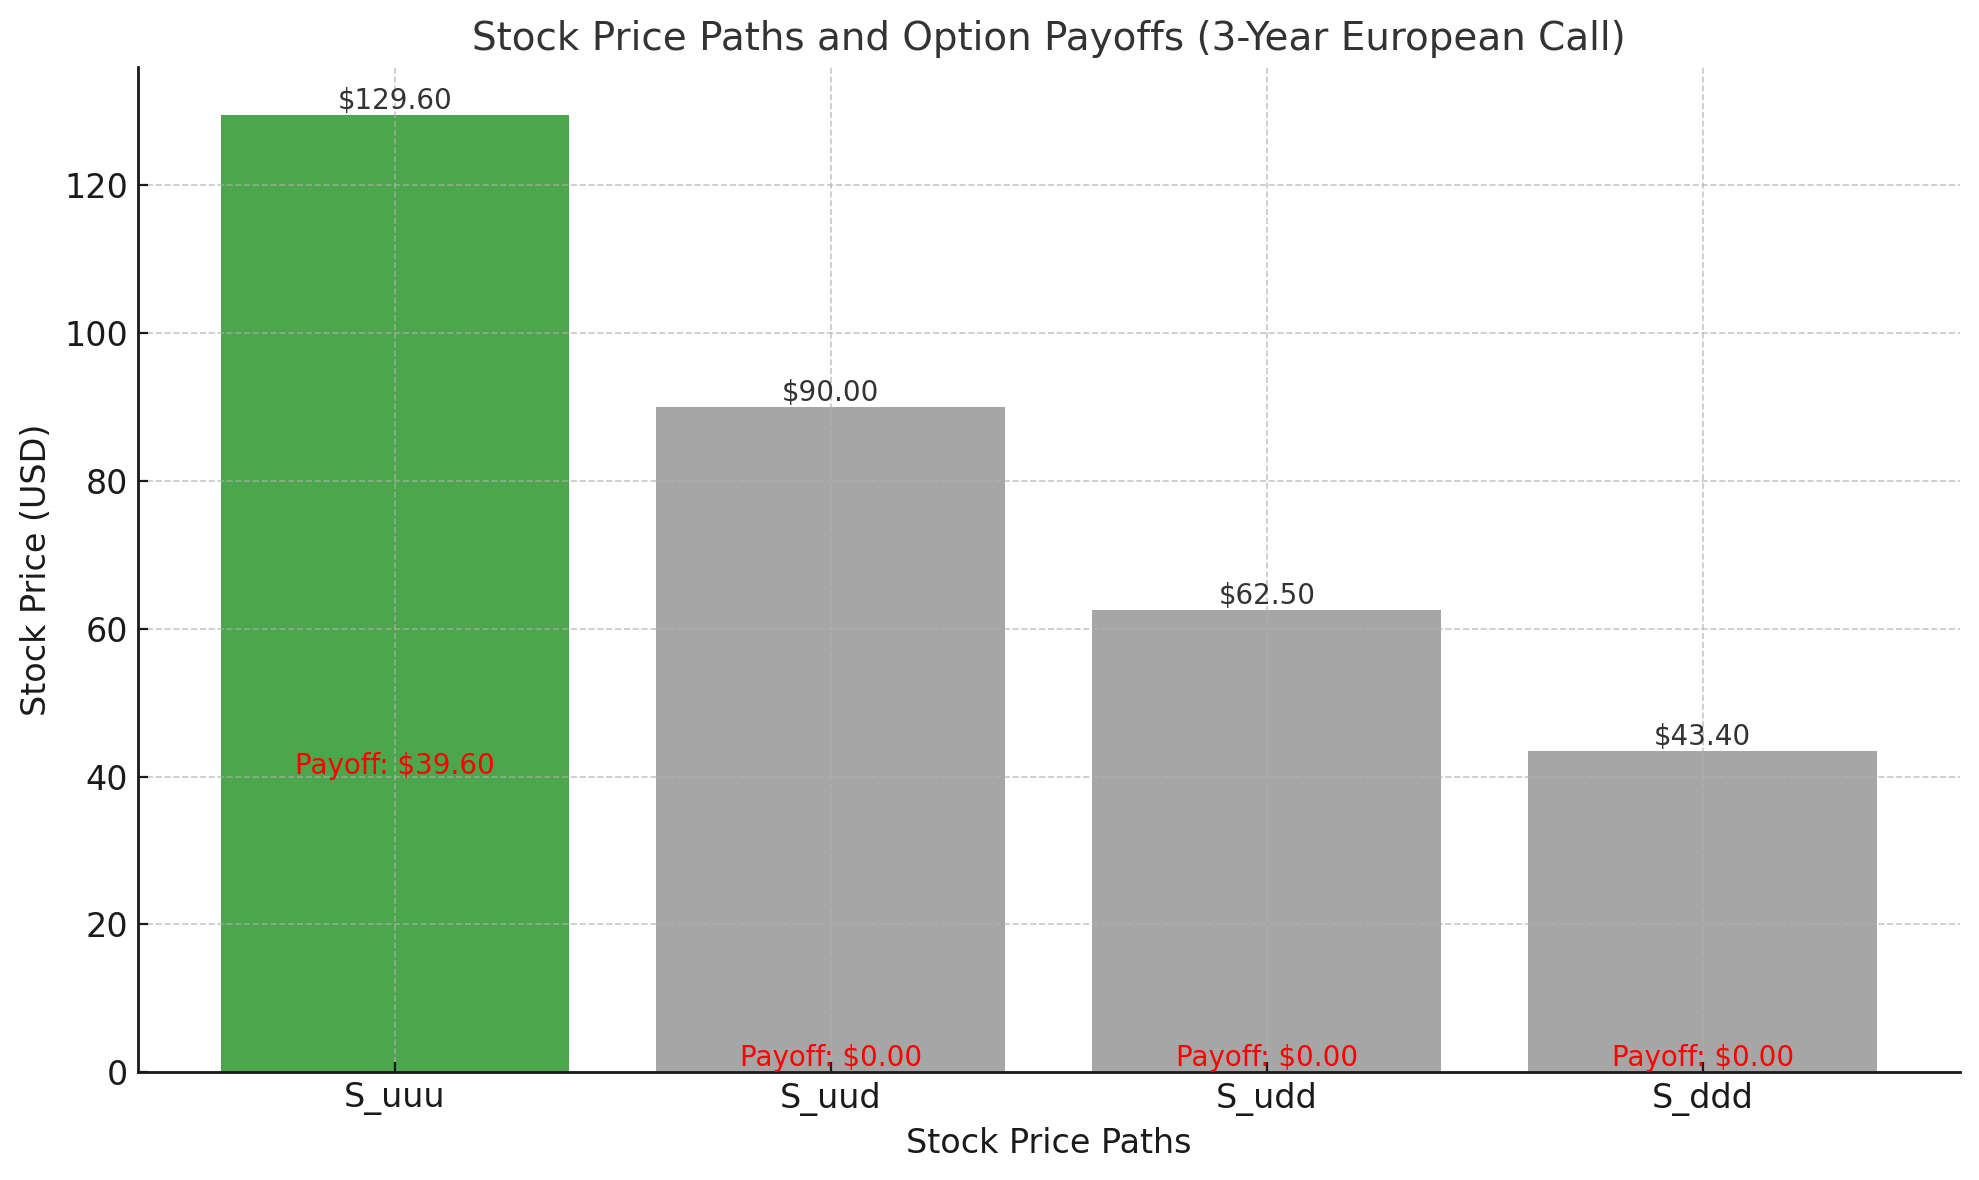 Stock Price Paths and Option Payoffs (3-Year European Call)
Stock Price (USD)
120
100
80
60
40
20
0
$129.60
$90.00
$62.50
$43.40
Payoff: $39.60
Payoff: $0.00
Payoff: $0.00
Payoff: $0.00
S_uuu
S_uud
S_udd
S_ddd
Stock Price Paths